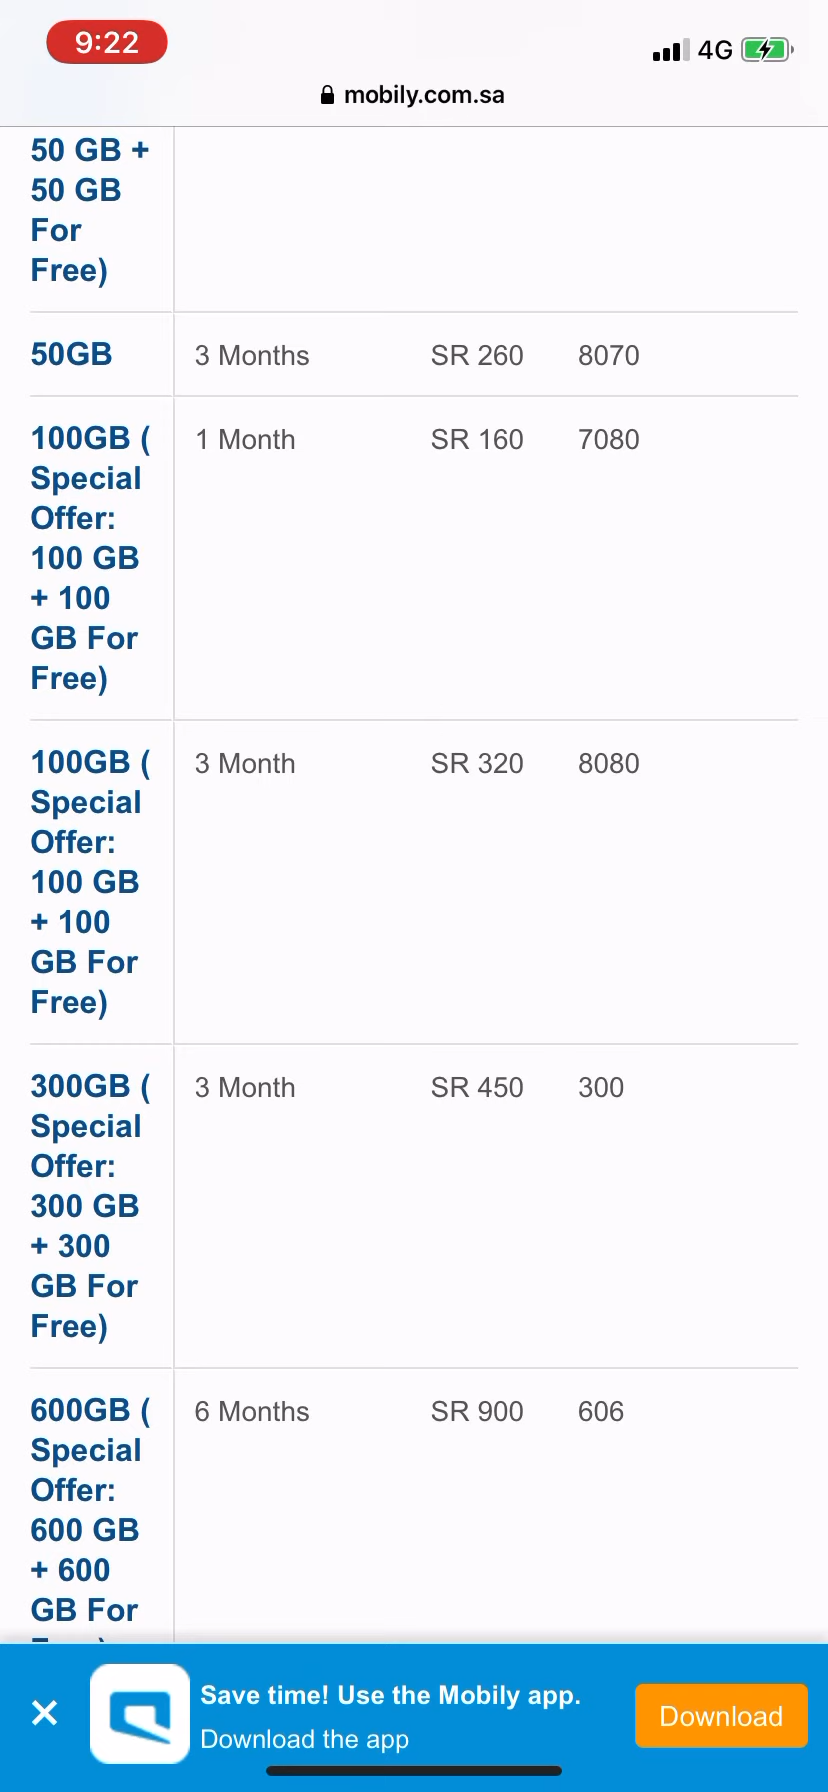 9:22
4G
mobily.com.sa
50 GB +
50 GB
For
Free)
50GB 3 Months SR 260 8070
100GB ( 1 Month SR 160 7080
Special
Offer:
100 GB
+ 100
GB For
Free)
100GB ( 3 Month SR 320 8080
Special
Offer:
100 GB
+ 100
GB For
Free)
300GB ( 3 Month SR 450 300
Special
Offer:
300 GB
+ 300
GB For
Free)
600GB ( 6 Months SR 900 606
Special
Offer:
600 GB
+ 600
GB For
Save time! Use the Mobily app.
Download the app
Download